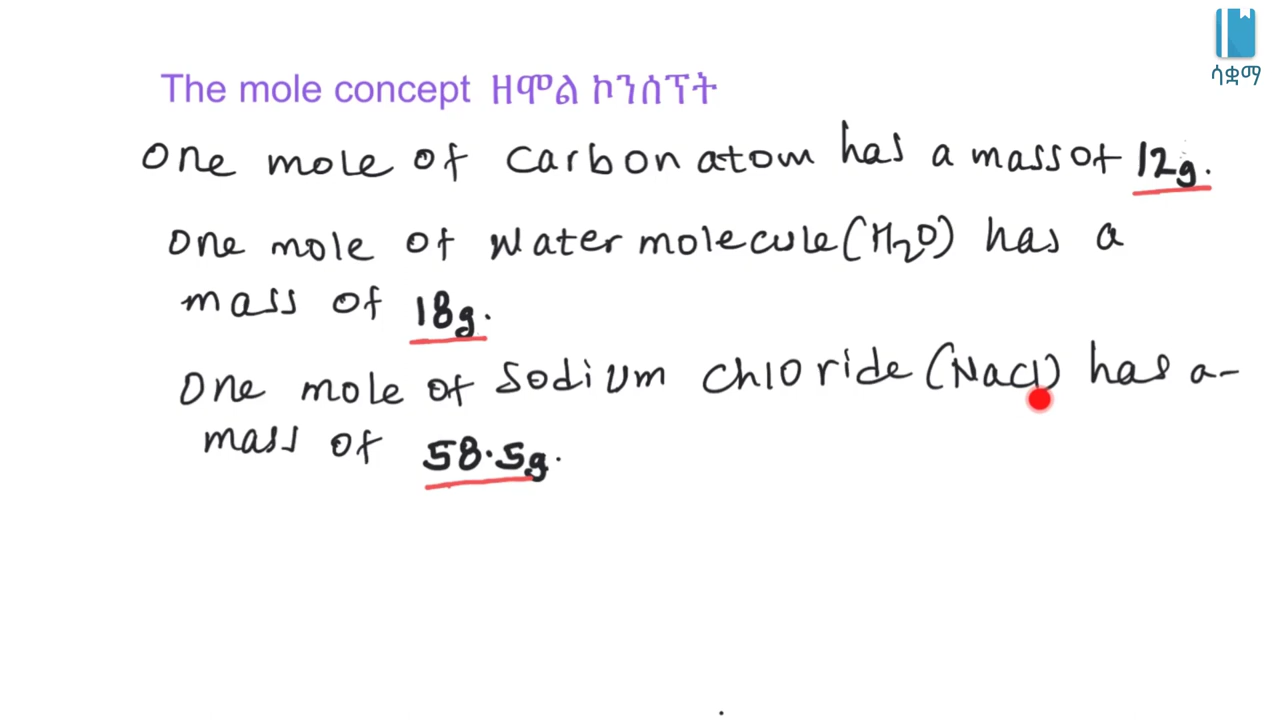 ሳቋማ
The mole concept ዘሞል ኮንሰፕት
One mole of carbon atom has a mass of 12g.
One mole of water molecule (H2O) has a
mass of 18g.
One mole of sodium chloride (NaCl) has a-
mass of 58.5g.